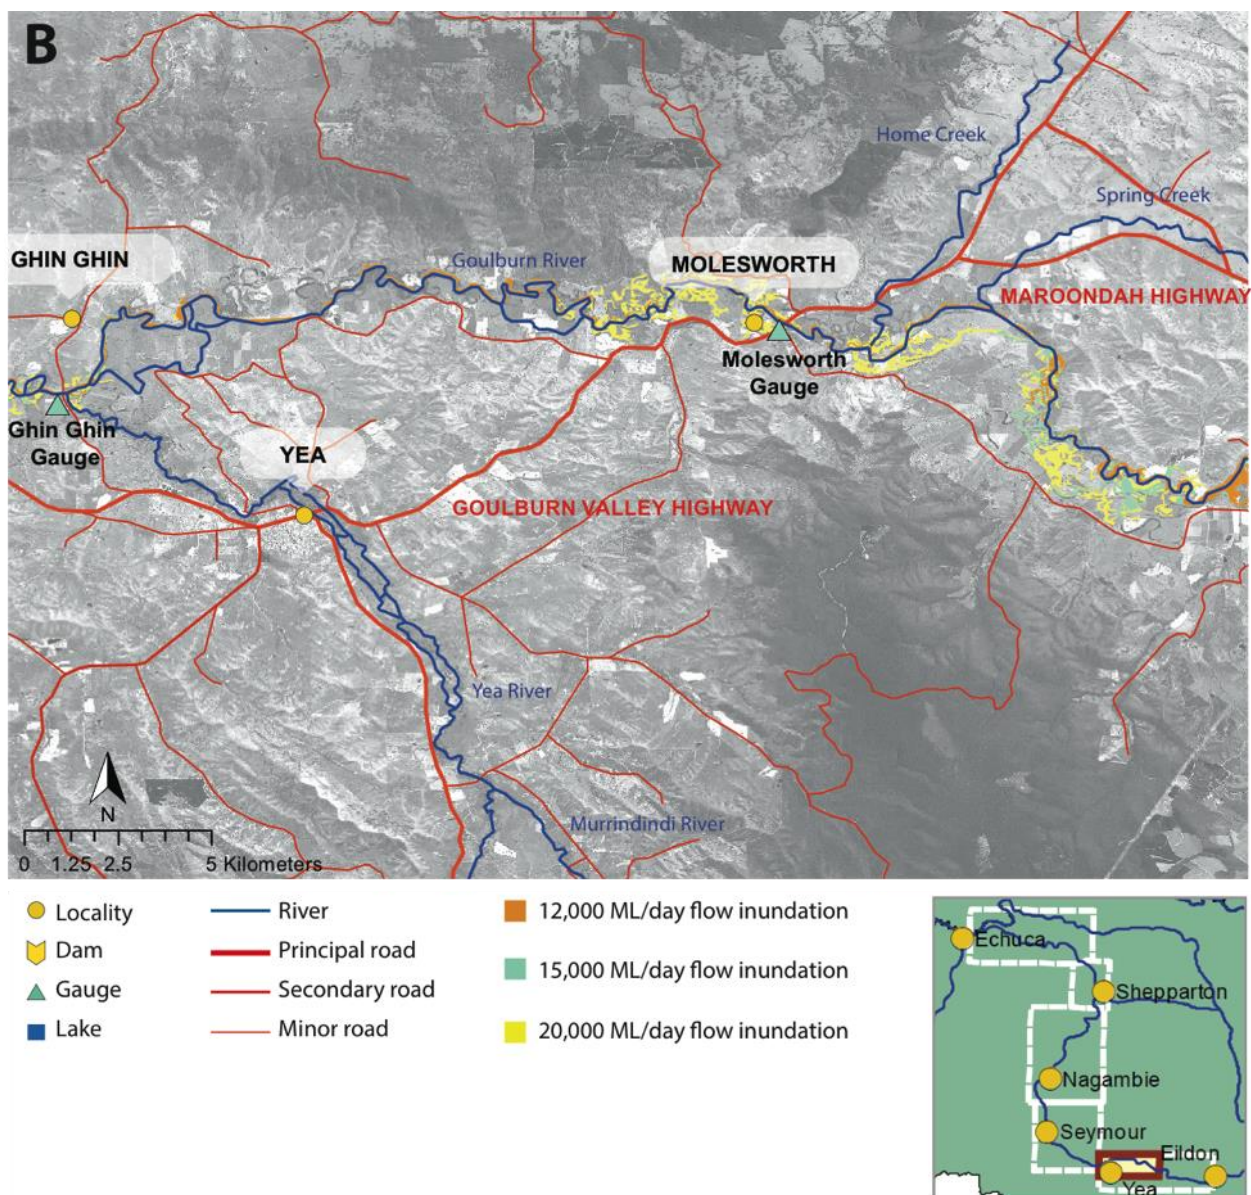 B
Home Creek
Spring Creek
GHIN GHIN
Goulburn River
MOLESWORTH
MAROONDAH HIGHWAY
Molesworth
Gauge
Ghin Ghin
Gauge
YEA
GOULBURN VALLEY HIGHWAY
Yea River
Murrindindi River
N
0 1.25 2.5 5 Kilometers
Locality
Dam
Gauge
Lake
River
Principal road
Secondary road
Minor road
12,000 ML/day flow inundation
15,000 ML/day flow inundation
20,000 ML/day flow inundation
Echuca
Shepparton
Nagambie
Seymour
Eildon
Yea